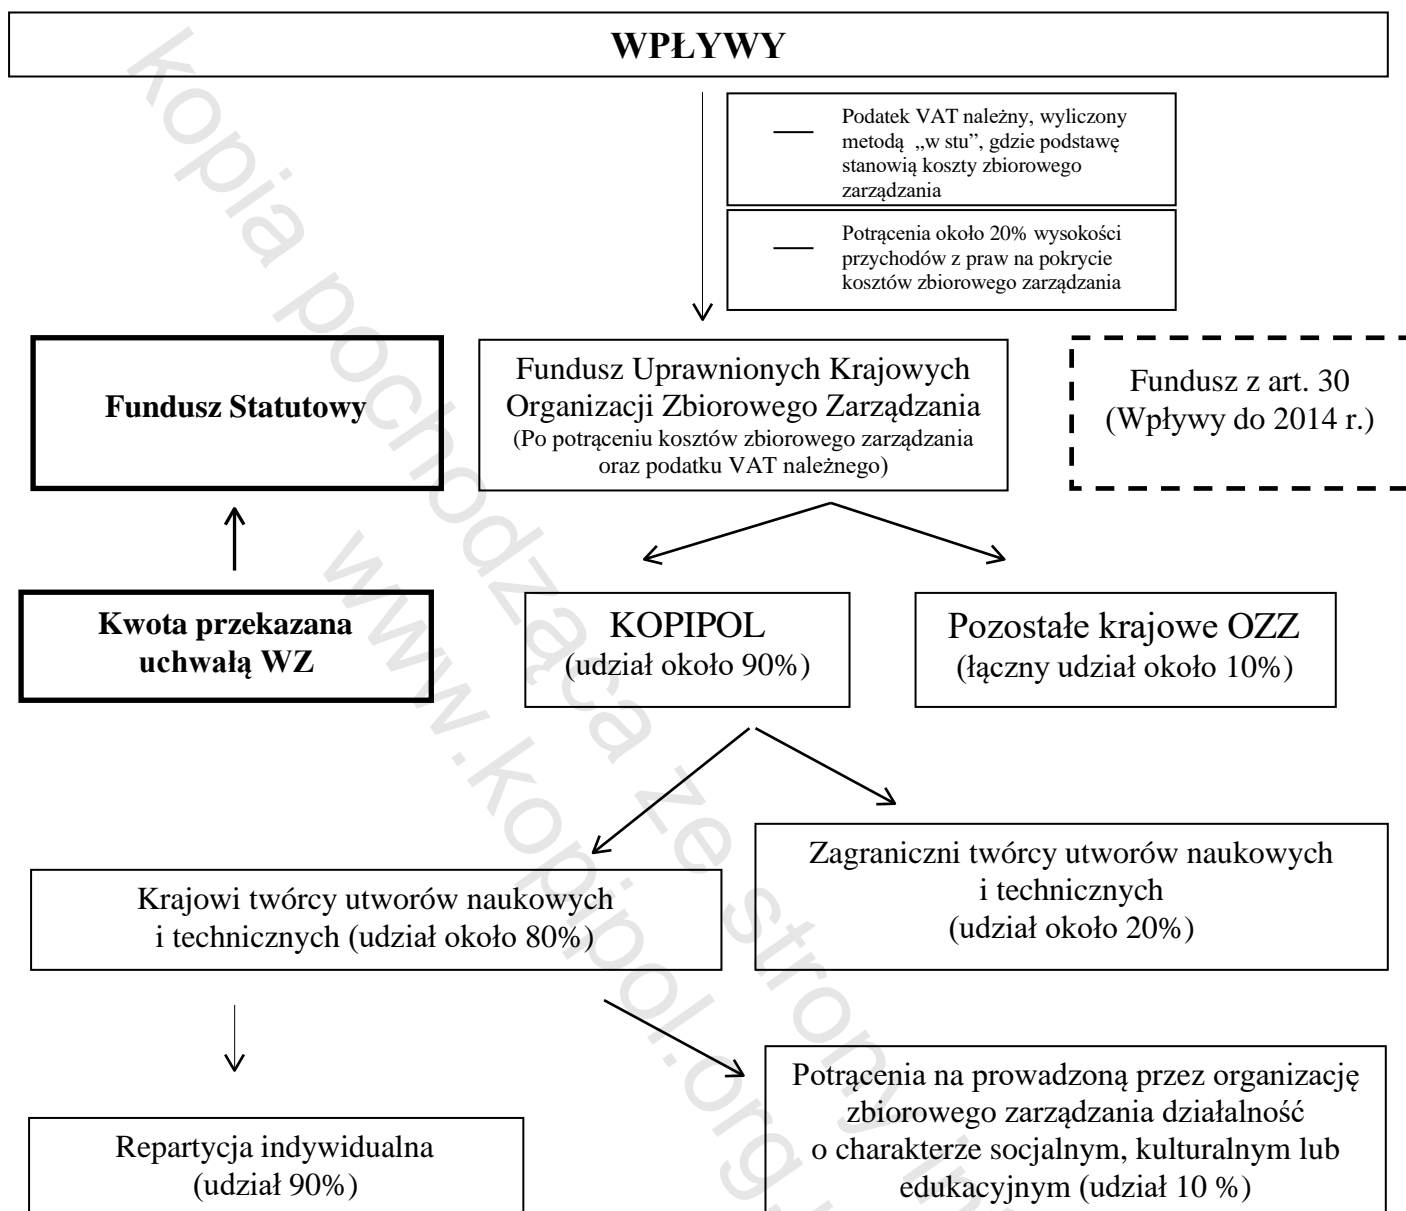 WPŁYWY
Podatek VAT należny, wyliczony
metodą „w stu”, gdzie podstawę
stanowią koszty zbiorowego
zarządzania
Potrącenia około 20% wysokości
przychodów z praw na pokrycie
kosztów zbiorowego zarządzania
Fundusz Statutowy
Fundusz Uprawnionych Krajowych
Organizacji Zbiorowego Zarządzania
(Po potrąceniu kosztów zbiorowego zarządzania
oraz podatku VAT należnego)
Fundusz z art. 30
(Wpływy do 2014 r.)
Kwota przekazana
uchwałą WZ
KOPIPOL
(udział około 90%)
Pozostałe krajowe OZZ
(łączny udział około 10%)
Zagraniczni twórcy utworów naukowych
i technicznych
(udział około 20%)
Krajowi twórcy utworów naukowych
i technicznych (udział około 80%)
Potrącenia na prowadzoną przez organizację
zbiorowego zarządzania działalność
o charakterze socjalnym, kulturalnym lub
edukacyjnym (udział 10 %)
Repartycja indywidualna
(udział 90%)
kopia pochodząca ze strony
www.kopipol.org.